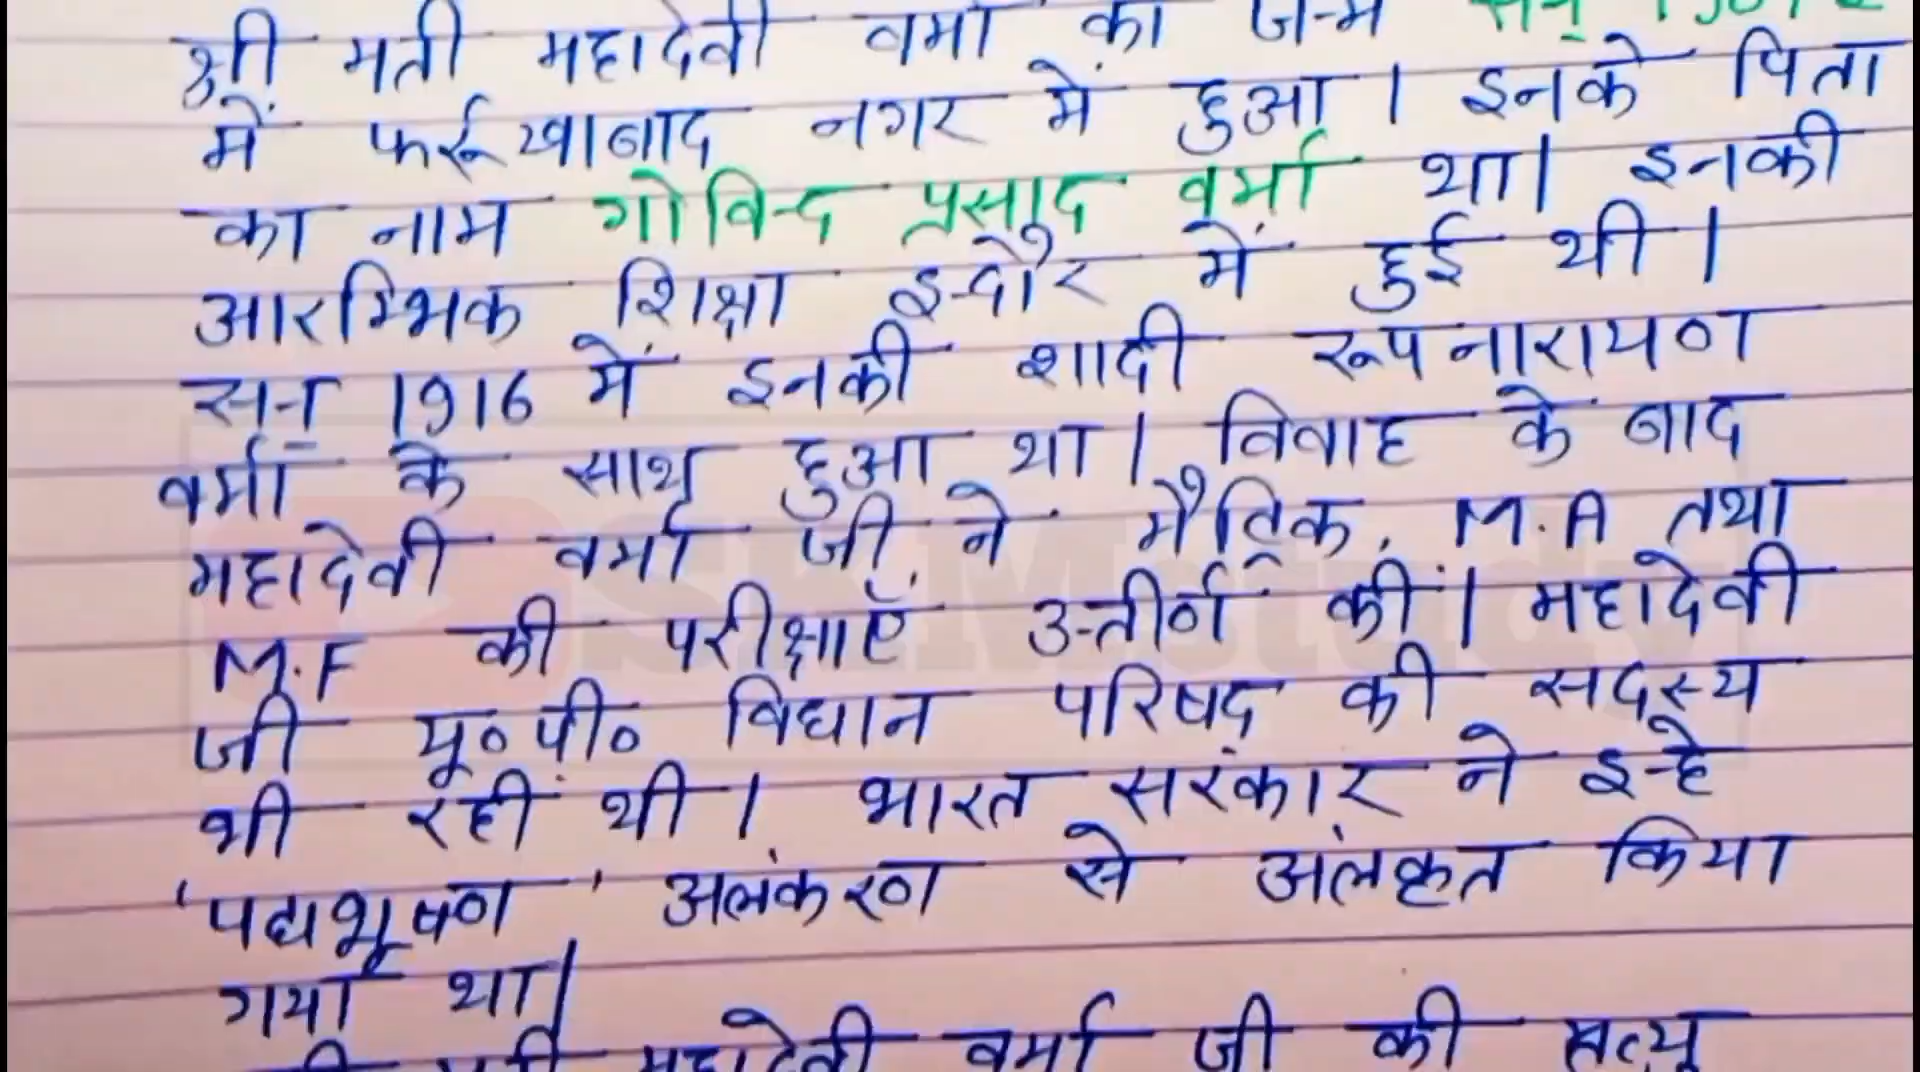 श्री मती महादेवी वर्मा का जन्म सन्
में फर्रूखाबाद नगर में हुआ। इनके पिता
का नाम गोविन्द प्रसाद वर्मा था। इनकी
आरम्भिक शिक्षा इन्दौर में हुई थी।
सन् 1916 में इनकी शादी रूपनारायण
वर्मा के साथ हुआ था। विवाह के बाद
महादेवी वर्मा जी ने मैट्रिक, M.A तथा
M.F की परीक्षाएँ उत्तीर्ण कीं। महादेवी
जी यू०पी० विधान परिषद् की सदस्य
भी रहीं थी। भारत सरकार ने इन्हे
'पद्मभूषण' अलंकरण से अलंकृत किया
गया था।
महादेवी वर्मा जी की मृत्यू